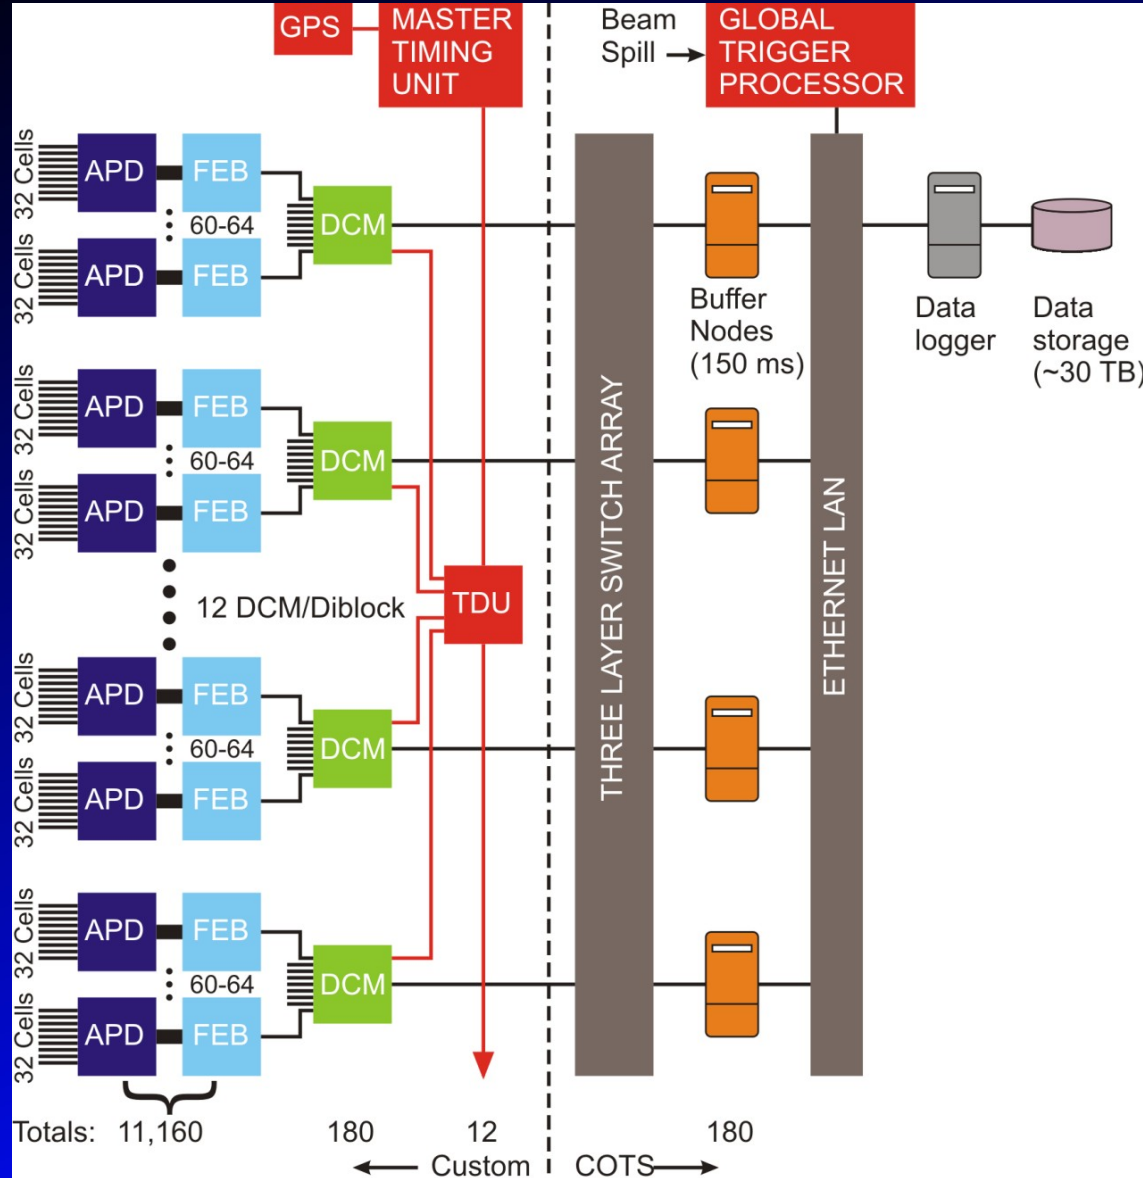 GPS
MASTER
TIMING
UNIT
Beam
Spill
GLOBAL
TRIGGER
PROCESSOR
32 Cells
APD
FEB
60-64
32 Cells
APD
FEB
DCM
Buffer
Nodes
(150 ms)
Data
logger
Data
storage
(~30 TB)
32 Cells
APD
FEB
60-64
32 Cells
APD
FEB
DCM
12 DCM/Diblock
TDU
THREE LAYER SWITCH ARRAY
ETHERNET LAN
32 Cells
APD
FEB
60-64
32 Cells
APD
FEB
DCM
32 Cells
APD
FEB
60-64
32 Cells
APD
FEB
DCM
Totals: 11,160 180 12 180
Custom COTS